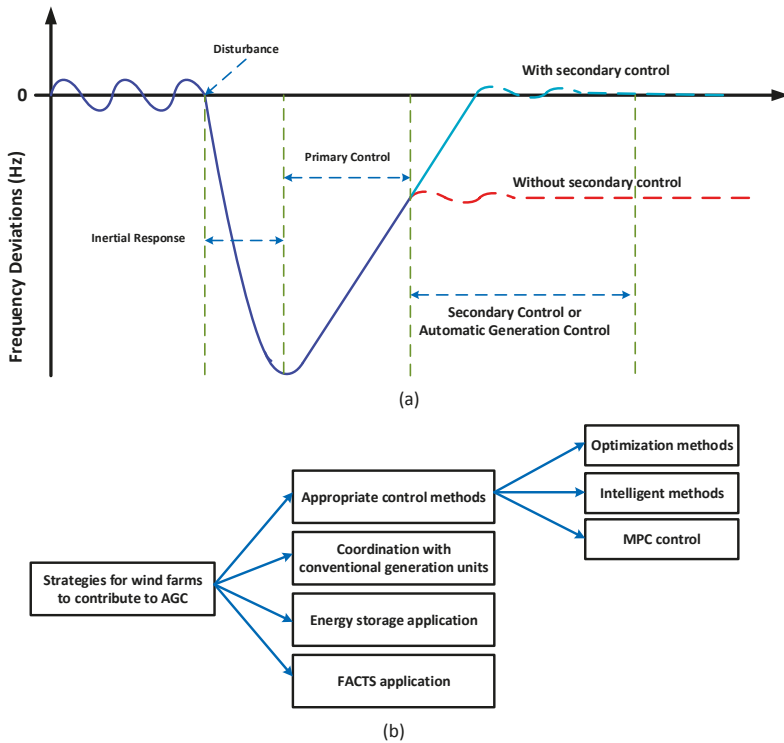 Disturbance
With secondary control
0
Primary Control
Without secondary control
Inertial Response
Frequency Deviations (Hz)
Secondary Control or
Automatic Generation Control
(a)
Optimization methods
Appropriate control methods
Intelligent methods
MPC control
Coordination with
conventional generation units
Strategies for wind farms
to contribute to AGC
Energy storage application
FACTS application
(b)